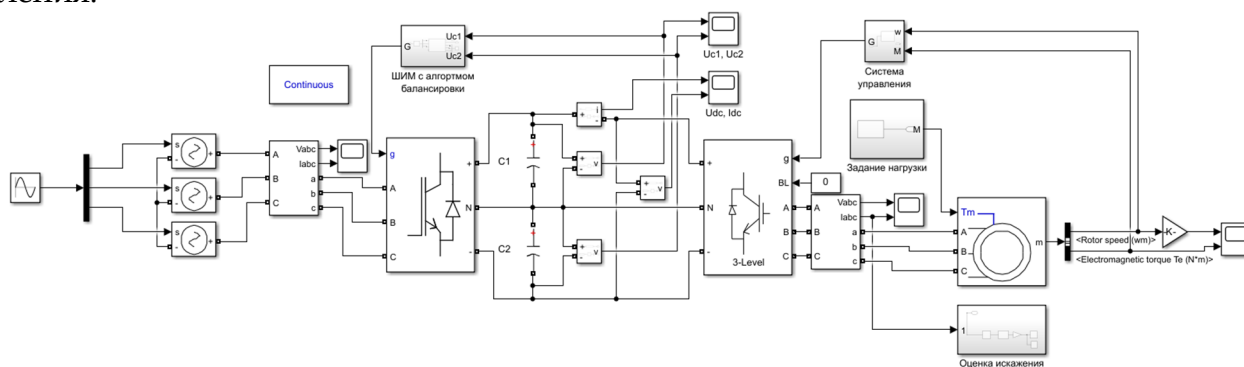 Uc1
Uc2
G
ШИМ с алгортмом
балансировки
Uc1, Uc2
Udc, Idc
w
M
G
Система
управления
Continuous
M
Задание нагрузки
s
-
+
s
-
+
s
-
+
A
B
C
Vabc
Iabc
a
b
c
g
A
B
C
+
N
-
C1
C2
+
+
+
-
i
+
-
v
+
-
v
+
-
v
g
BL
0
+
N
-
A
B
C
3-Level
A
B
C
Vabc
Iabc
a
b
c
Tm
A
B
C
m
<Rotor speed (wm)>
<Electromagnetic torque Te (N*m)>
-K-
1
Оценка искажения